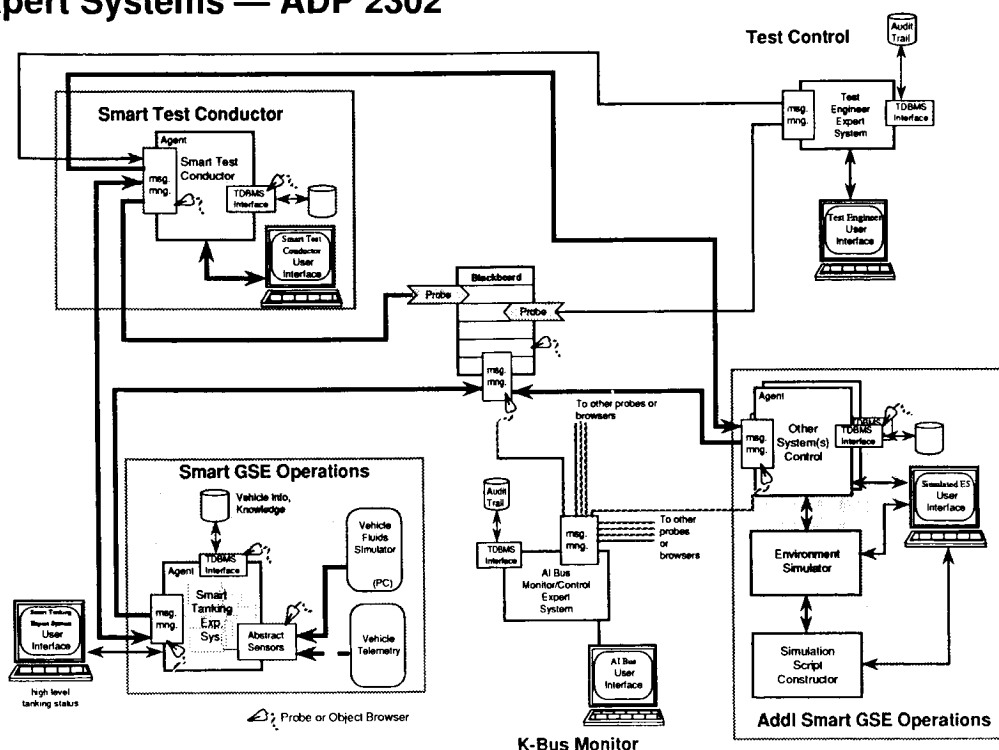 pert Systems — ADP 2302
Test Control
Audit
Trail
msg.
mng.
Test
Engineer
Expert
System
TDBMS
Interface
Test Engineer
User
Interface
Smart Test Conductor
Agent
Smart Test
Conductor
msg.
mng.
TDBMS
Interface
Smart Test
Conductor
User
Interface
Blackboard
Probe
Probe
msg.
mng.
To other probes or
browsers
Agent
Other
System(s)
Control
msg.
mng.
TDBMS
TDBMS
Interface
Simulated ES
User
Interface
Environment
Simulator
Simulation
Script
Constructor
Addl Smart GSE Operations
Smart GSE Operations
Vehicle Info,
Knowledge
Vehicle
Fluids
Simulator
(PC)
TDBMS
Interface
Agent
Smart
Tanking
Exp.
Sys.
msg.
mng.
Abstract
Sensors
Vehicle
Telemetry
Smart Tanking
Expert System
User
Interface
high level
tanking status
Audit
Trail
TDBMS
Interface
msg.
mng.
To other
probes
or
browsers
AI Bus
Monitor/Control
Expert
System
AI Bus
User
Interface
Probe or Object Browser
K-Bus Monitor